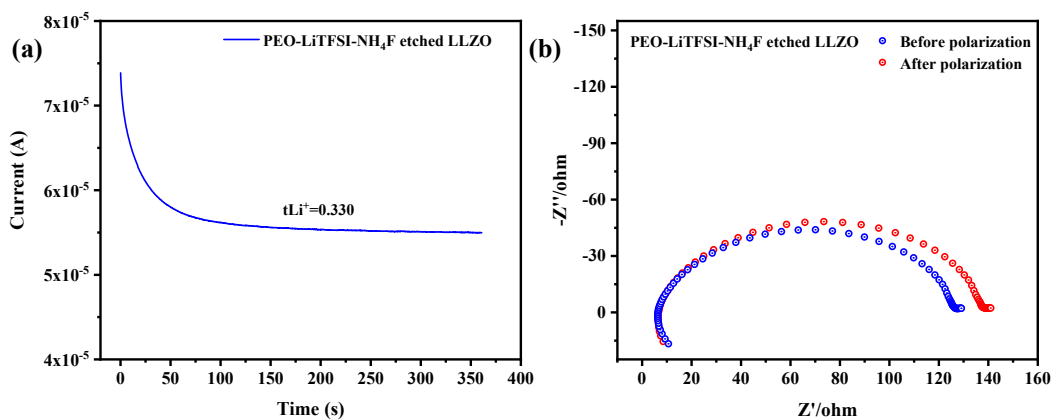 (a)
PEO-LiTFSI-NH₄F etched LLZO
tLi⁺=0.330
Current (A)
8x10⁻⁵
7x10⁻⁵
6x10⁻⁵
5x10⁻⁵
4x10⁻⁵
0 50 100 150 200 250 300 350 400
Time (s)
PEO-LiTFSI-NH₄F etched LLZO
(b)
Before polarization
After polarization
-Z''/ohm
-150
-120
-90
-60
-30
0
0 20 40 60 80 100 120 140 160
Z'/ohm